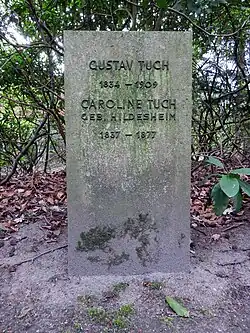 GUSTAV TUCH
1834 – 1909
CAROLINE TUCH
GEB. HILDESHEIM
1837 – 1877